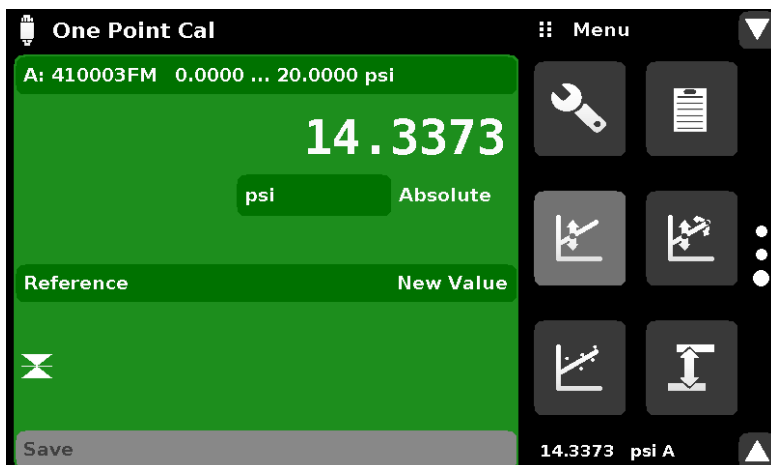 One Point Cal
Menu
A: 410003FM 0.0000 ... 20.0000 psi
14.3373
psi Absolute
Reference New Value
Save
14.3373 psi A